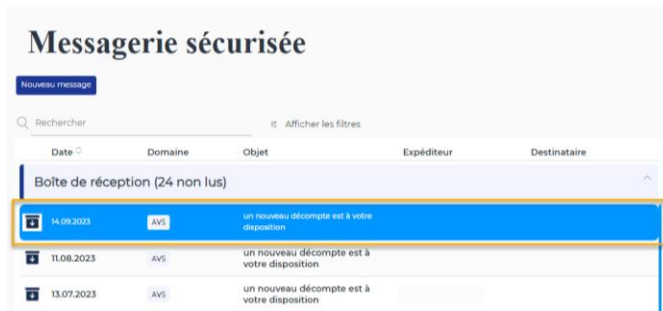 Messagerie sécurisée
Nouveau message
Rechercher
Afficher les filtres
Date Domaine Objet Expéditeur Destinataire
Boîte de réception (24 non lus)
14.09.2023 AVS un nouveau décompte est à votre
disposition
11.08.2023 AVS un nouveau décompte est à
votre disposition
13.07.2023 AVS un nouveau décompte est à
votre disposition